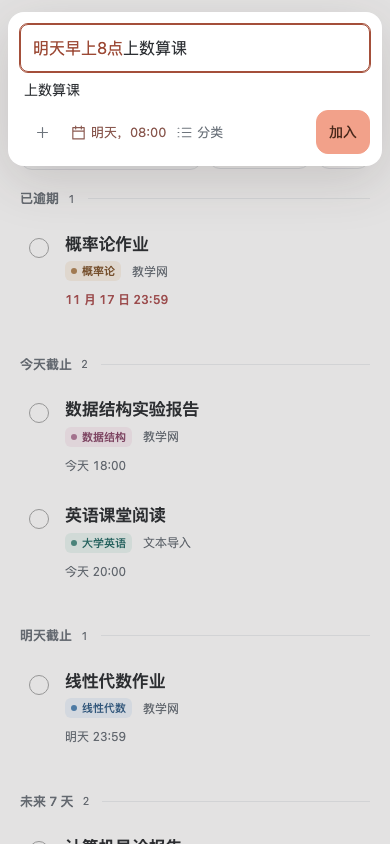 明天早上8点上数算课
上数算课
明天，08:00 分类 加入
已逾期 1
概率论作业
概率论 教学网
11 月 17 日 23:59
今天截止 2
数据结构实验报告
数据结构 教学网
今天 18:00
英语课堂阅读
大学英语 文本导入
今天 20:00
明天截止 1
线性代数作业
线性代数 教学网
明天 23:59
未来 7 天 2